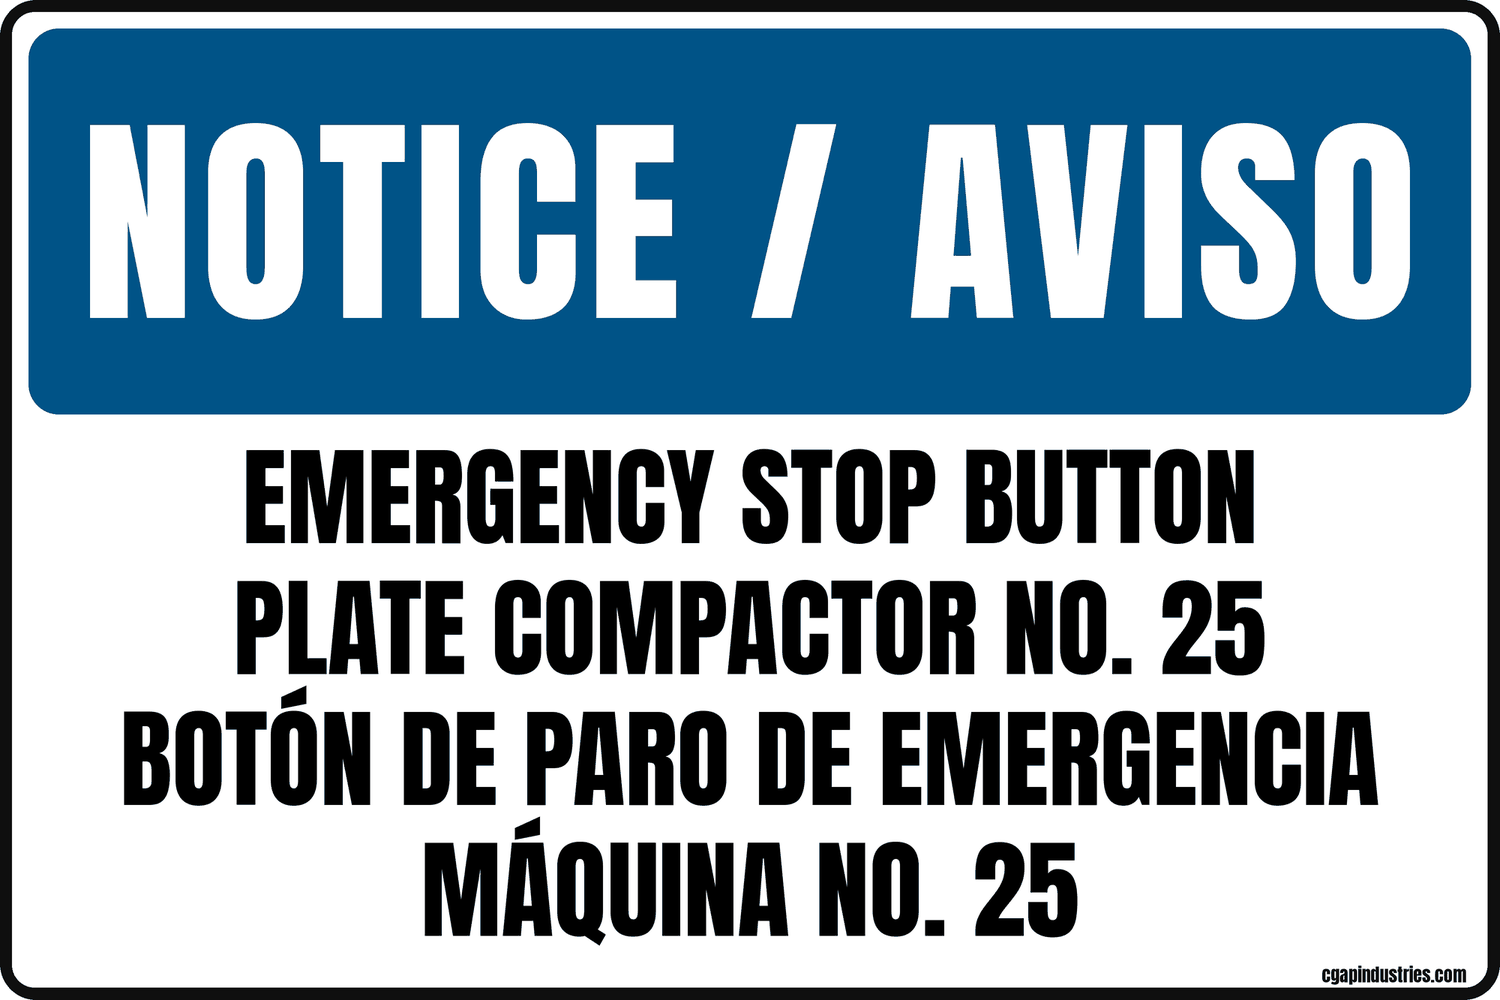 NOTICE / AVISO
EMERGENCY STOP BUTTON
PLATE COMPACTOR NO. 25
BOTÓN DE PARO DE EMERGENCIA
MÁQUINA NO. 25
cgapindustries.com